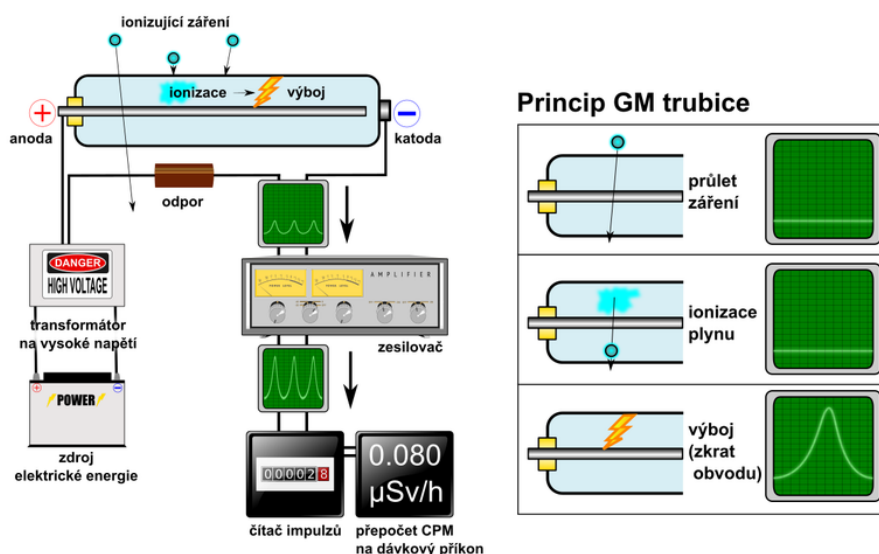 ionizující záření
ionizace
výboj
+
−
anoda
katoda
odpor
DANGER
HIGH VOLTAGE
transformátor
na vysoké napětí
AMPLIFIER
zesilovač
+
−
POWER
zdroj
elektrické energie
0000028
0.080
µSv/h
čítač impulzů
přepočet CPM
na dávkový příkon
Princip GM trubice
průlet
záření
ionizace
plynu
výboj
(zkrat
obvodu)